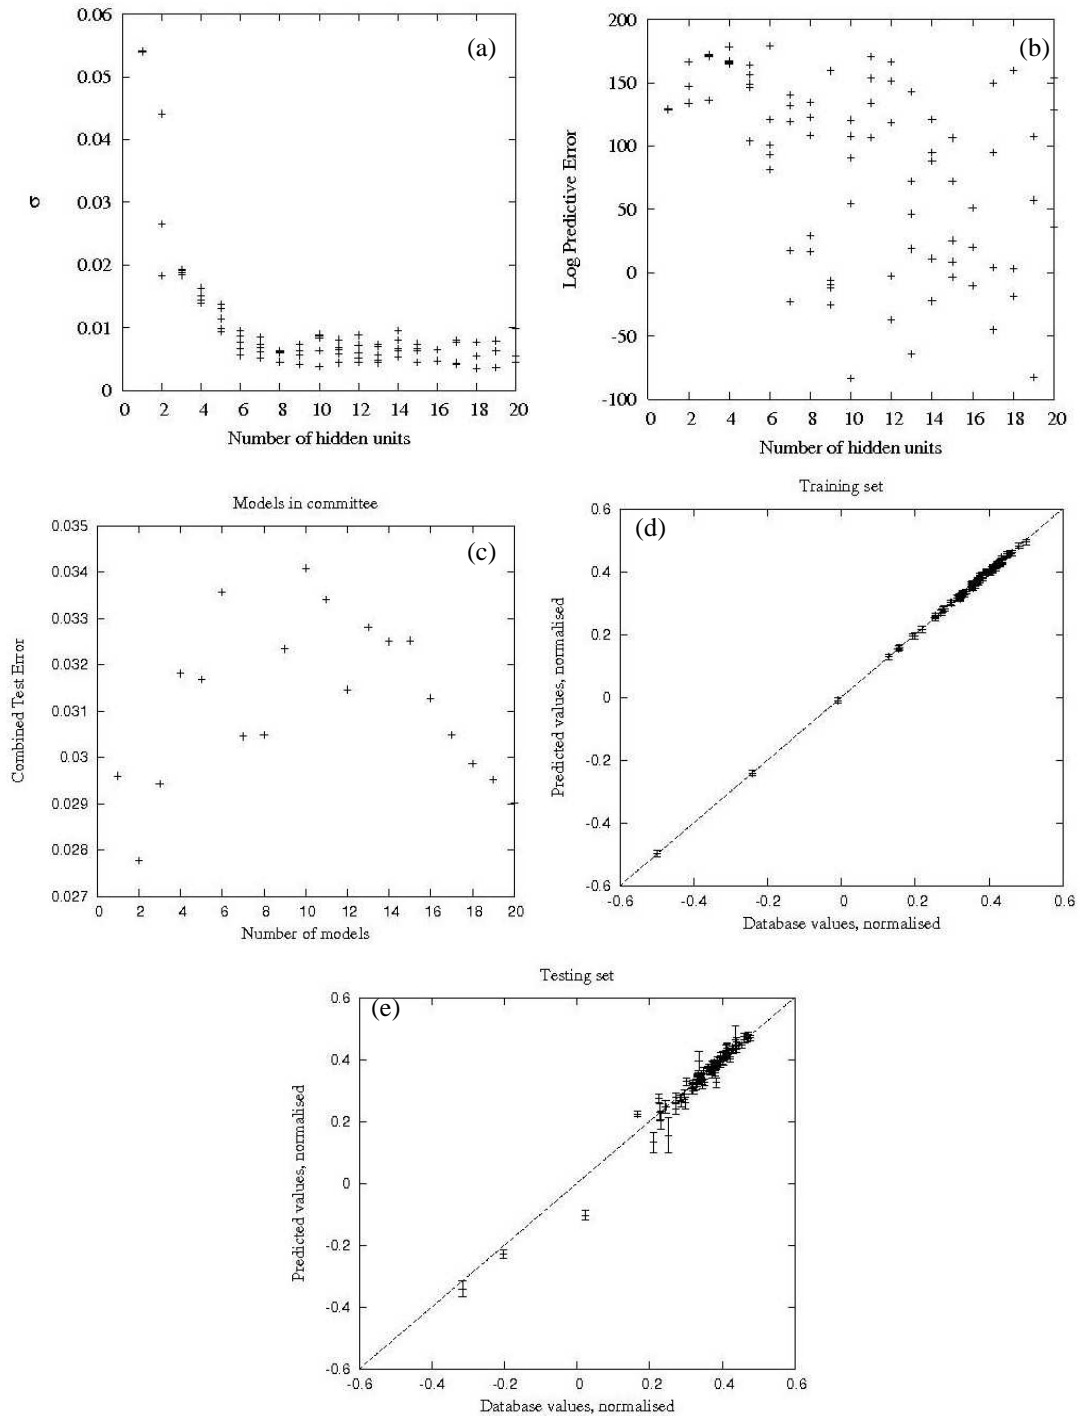 (a)
0.06
0.05
0.04
0.03
0.02
0.01
0
σ
0 2 4 6 8 10 12 14 16 18 20
Number of hidden units
(b)
200
150
100
50
0
-50
-100
Log Predictive Error
0 2 4 6 8 10 12 14 16 18 20
Number of hidden units
Models in committee
(c)
0.035
0.034
0.033
0.032
0.031
0.03
0.029
0.028
0.027
Combined Test Error
0 2 4 6 8 10 12 14 16 18 20
Number of models
Training set
(d)
0.6
0.4
0.2
0
-0.2
-0.4
-0.6
Predicted values, normalised
-0.6 -0.4 -0.2 0 0.2 0.4 0.6
Database values, normalised
Testing set
(e)
0.6
0.4
0.2
0
-0.2
-0.4
-0.6
Predicted values, normalised
-0.6 -0.4 -0.2 0 0.2 0.4 0.6
Database values, normalised